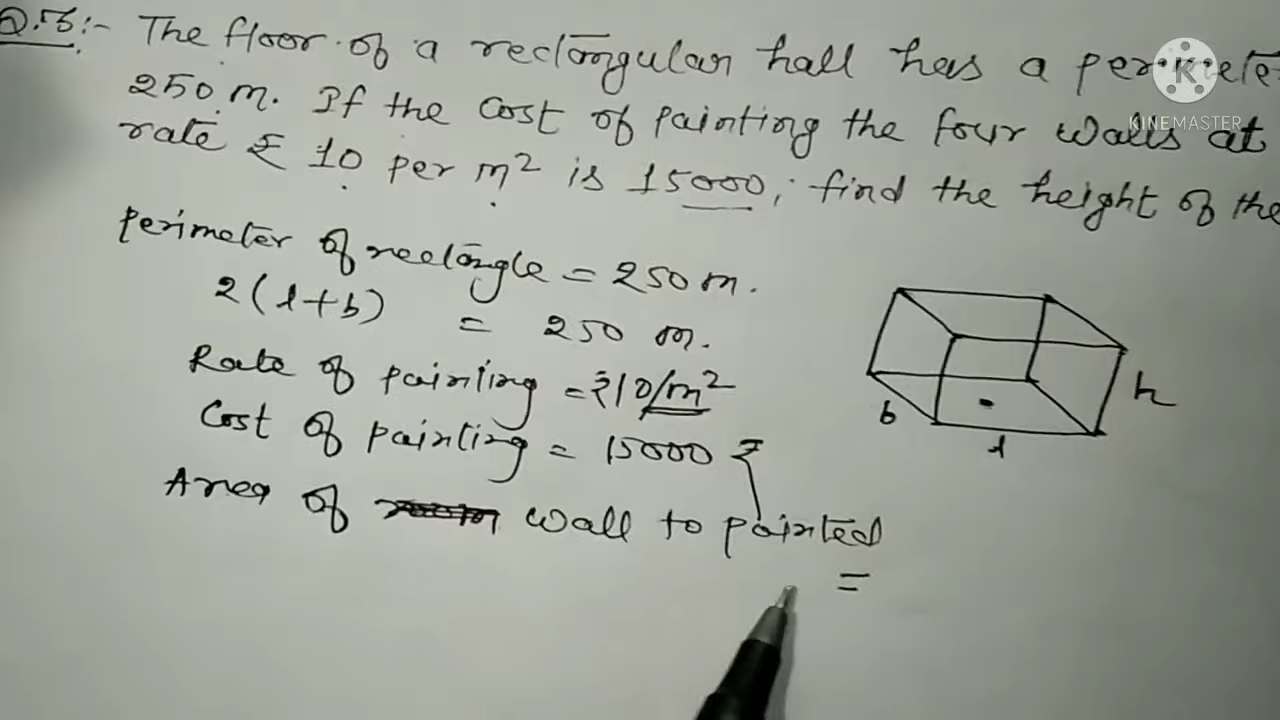 Q.5:- The floor of a rectangular hall has a perimete
250 m. If the cost of painting the four walls at
rate ₹ 10 per m² is 15000, find the height of the
perimeter of rectangle = 250 m.
2(l+b) = 250 m.
Rate of painting = ₹10/m²
Cost of painting = 15000 ₹
Area of wall to painted
=
b
l
h
K
KINEMASTER